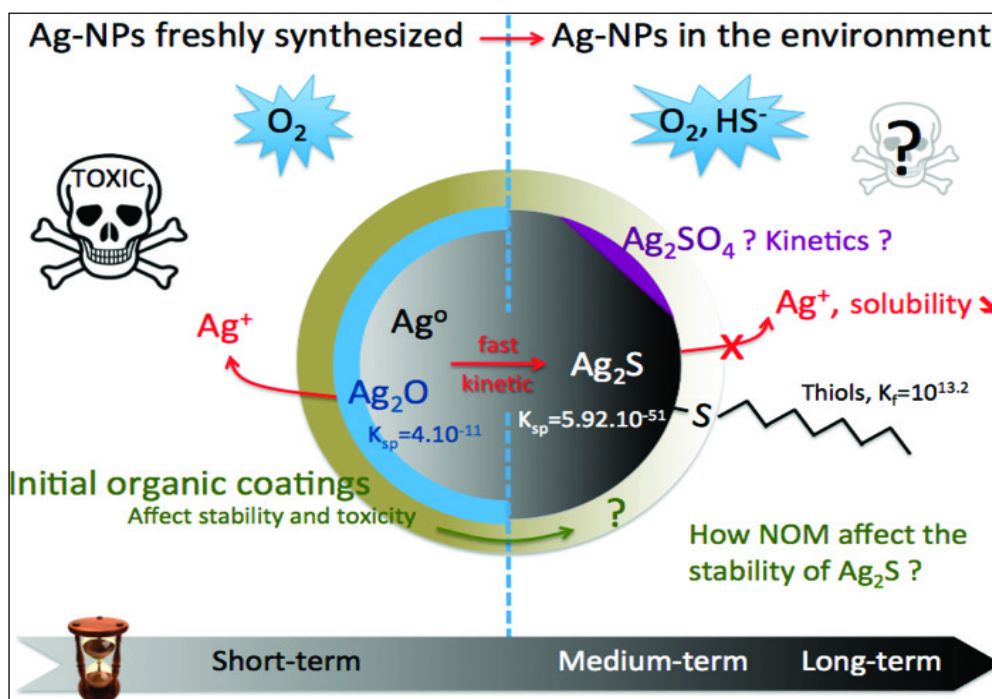 Ag-NPs freshly synthesized → Ag-NPs in the environment
O₂
O₂, HS⁻
TOXIC
?
Ag₂SO₄ ? Kinetics ?
Ag⁺
Ag⁰
Ag⁺, solubility ↘
X
fast
kinetic
Ag₂S
Ag₂O
Ksp=4.10⁻¹¹
Ksp=5.92.10⁻⁵¹
S
Thiols, Kf=10¹³·²
Initial organic coatings
Affect stability and toxicity
?
How NOM affect the
stability of Ag₂S ?
Short-term
Medium-term
Long-term